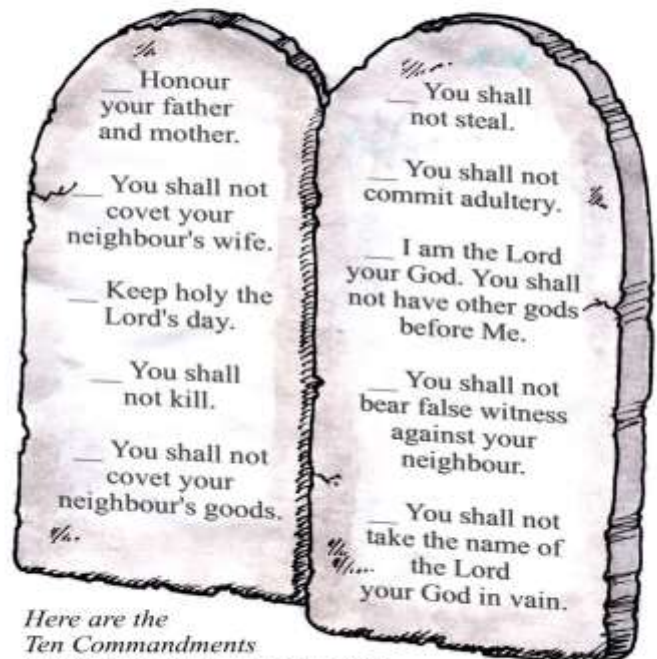 __ Honour
your father
and mother.
__ You shall not
covet your
neighbour's wife.
__ Keep holy the
Lord's day.
__ You shall
not kill.
__ You shall not
covet your
neighbour's goods.
__ You shall
not steal.
__ You shall not
commit adultery.
__ I am the Lord
your God. You shall
not have other gods
before Me.
__ You shall not
bear false witness
against your
neighbour.
__ You shall not
take the name of
the Lord
your God in vain.
Here are the
Ten Commandments